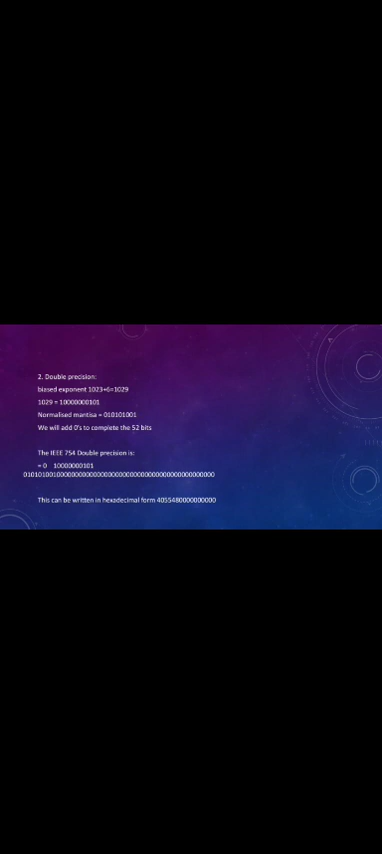 2. Double precision:
biased exponent 1023+6=1029
1029 = 10000000101
Normalised mantisa = 010101001
We will add 0's to complete the 52 bits
The IEEE 754 Double precision is:
= 0 10000000101
0101010010000000000000000000000000000000000000000000
This can be written in hexadecimal form 4055480000000000